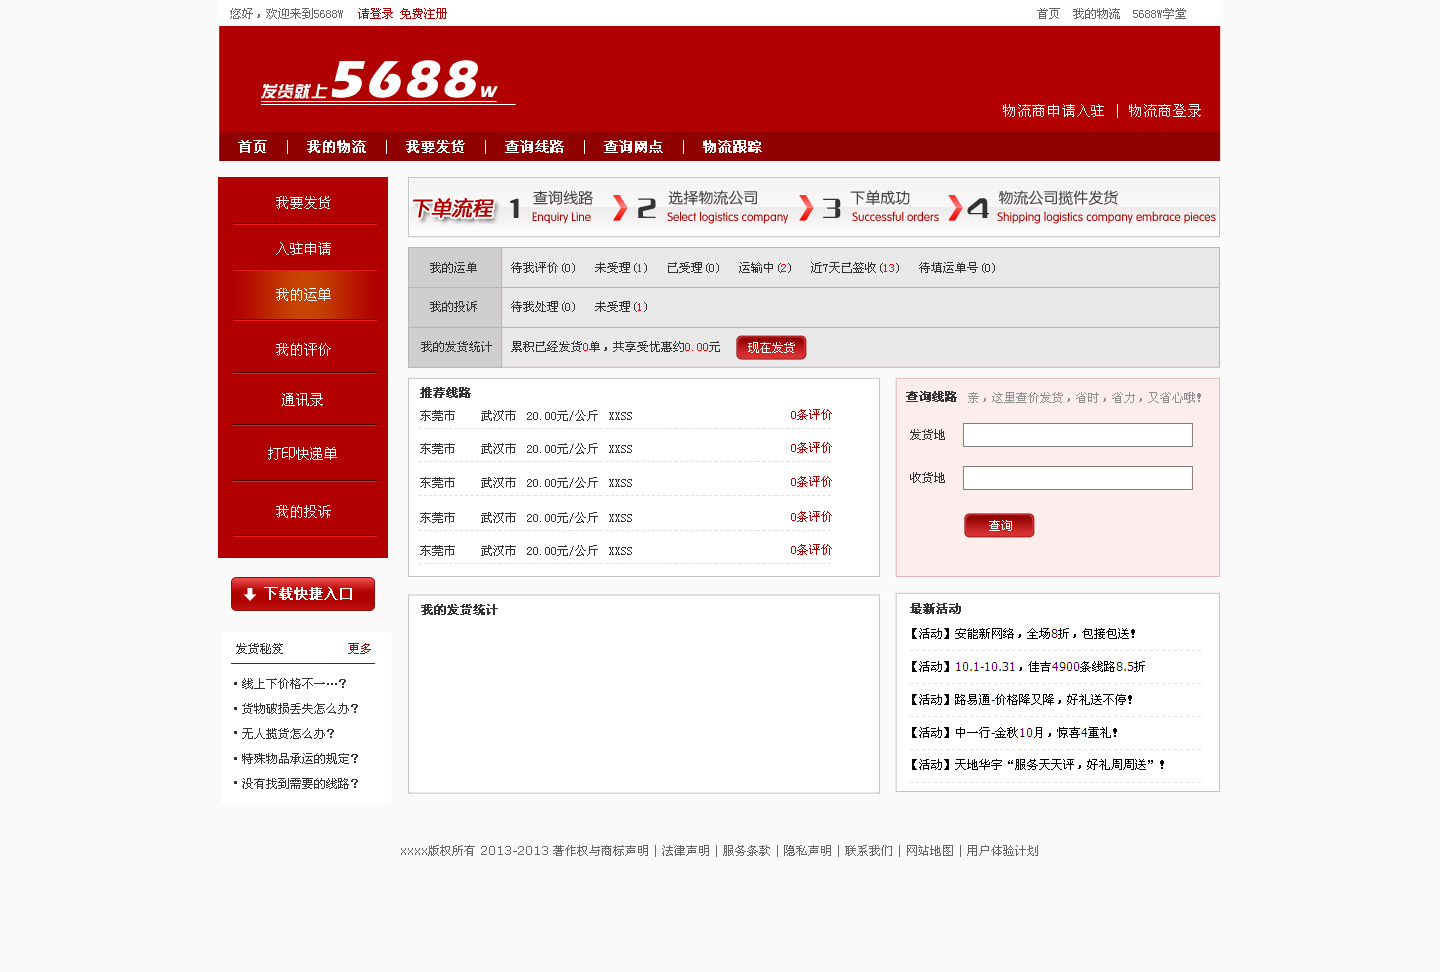 您好，欢迎来到5688W 请登录 免费注册 首页 我的物流 5688W学堂
发货就上5688w
物流商申请入驻 | 物流商登录
首页 | 我的物流 | 我要发货 | 查询线路 | 查询网点 | 物流跟踪
我要发货
入驻申请
我的运单
我的评价
通讯录
打印快递单
我的投诉
下载快捷入口
发货秘笈 更多
线上下价格不一…？
货物破损丢失怎么办？
无人揽货怎么办？
特殊物品承运的规定？
没有找到需要的线路？
下单流程 1 查询线路 2 选择物流公司 3 下单成功 4 物流公司揽件发货
Enquiry Line Select logistics company Successful orders Shipping logistics company embrace pieces
我的运单 待我评价(0) 未受理(1) 已受理(0) 运输中(2) 近7天已签收(13) 待填运单号(0)
我的投诉 待我处理(0) 未受理(1)
我的发货统计 累积已经发货0单，共享受优惠约0.00元 现在发货
推荐线路
东莞市 武汉市 20.00元/公斤 XXSS 0条评价
东莞市 武汉市 20.00元/公斤 XXSS 0条评价
东莞市 武汉市 20.00元/公斤 XXSS 0条评价
东莞市 武汉市 20.00元/公斤 XXSS 0条评价
东莞市 武汉市 20.00元/公斤 XXSS 0条评价
查询线路 亲，这里查价发货，省时，省力，又省心哦！
发货地
收货地
查询
我的发货统计
最新活动
【活动】安能新网络，全场8折，包接包送！
【活动】10.1-10.31，佳吉4900条线路8.5折
【活动】路易通-价格降又降，好礼送不停！
【活动】中一行-金秋10月，惊喜4重礼！
【活动】天地华宇“服务天天评，好礼周周送”！
xxxx版权所有 2013-2013 著作权与商标声明 | 法律声明 | 服务条款 | 隐私声明 | 联系我们 | 网站地图 | 用户体验计划